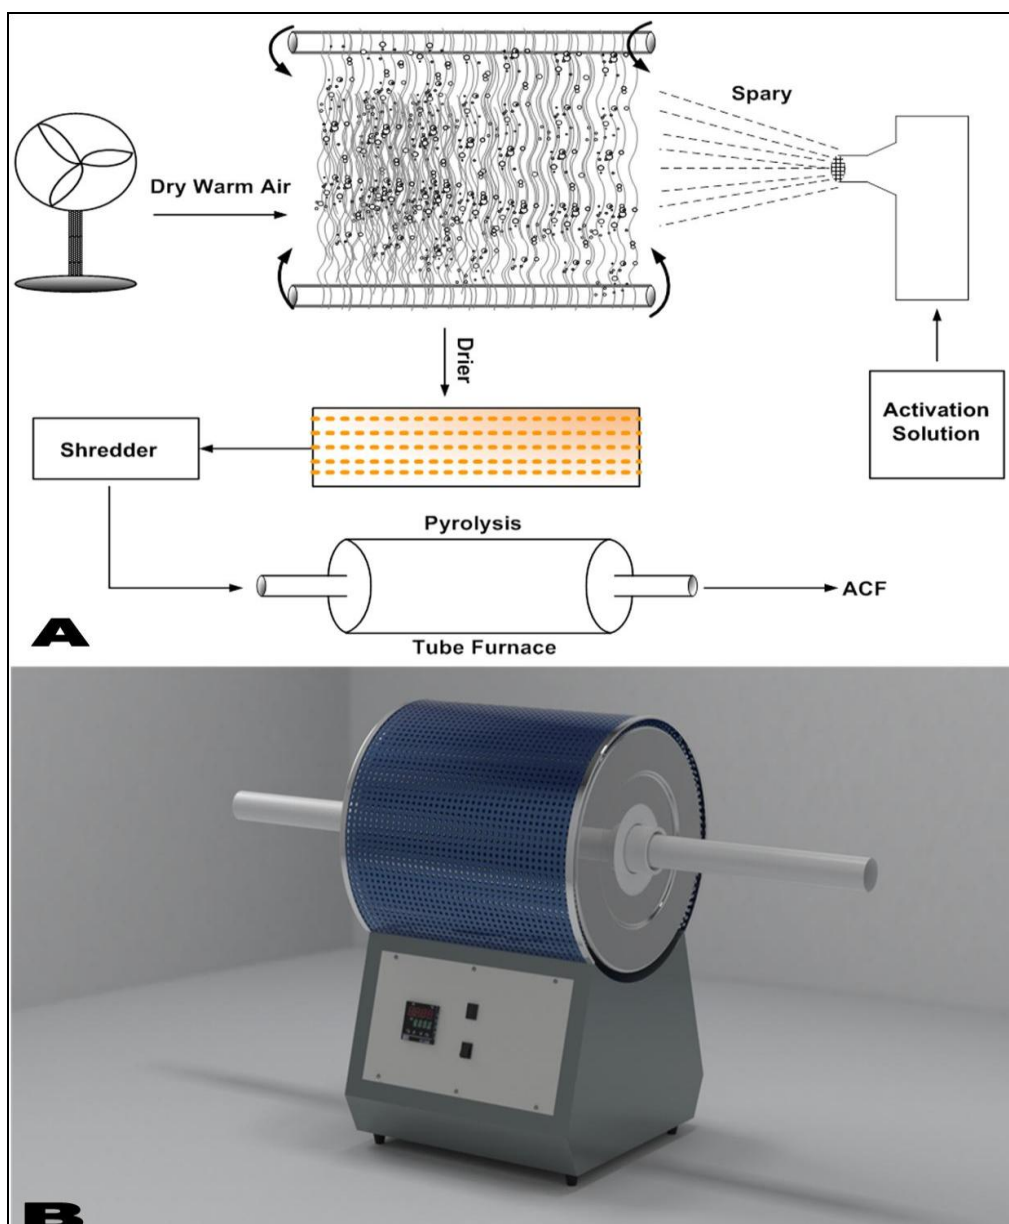 Spary
Dry Warm Air
Drier
Activation
Solution
Shredder
Pyrolysis
Tube Furnace
ACF
A
B